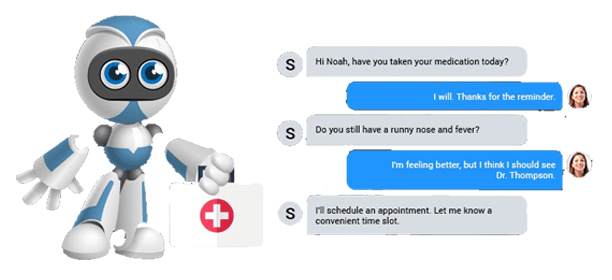 S
Hi Noah, have you taken your medication today?
I will. Thanks for the reminder.
S
Do you still have a runny nose and fever?
I'm feeling better, but I think I should see
Dr. Thompson.
S
I'll schedule an appointment. Let me know a
convenient time slot.